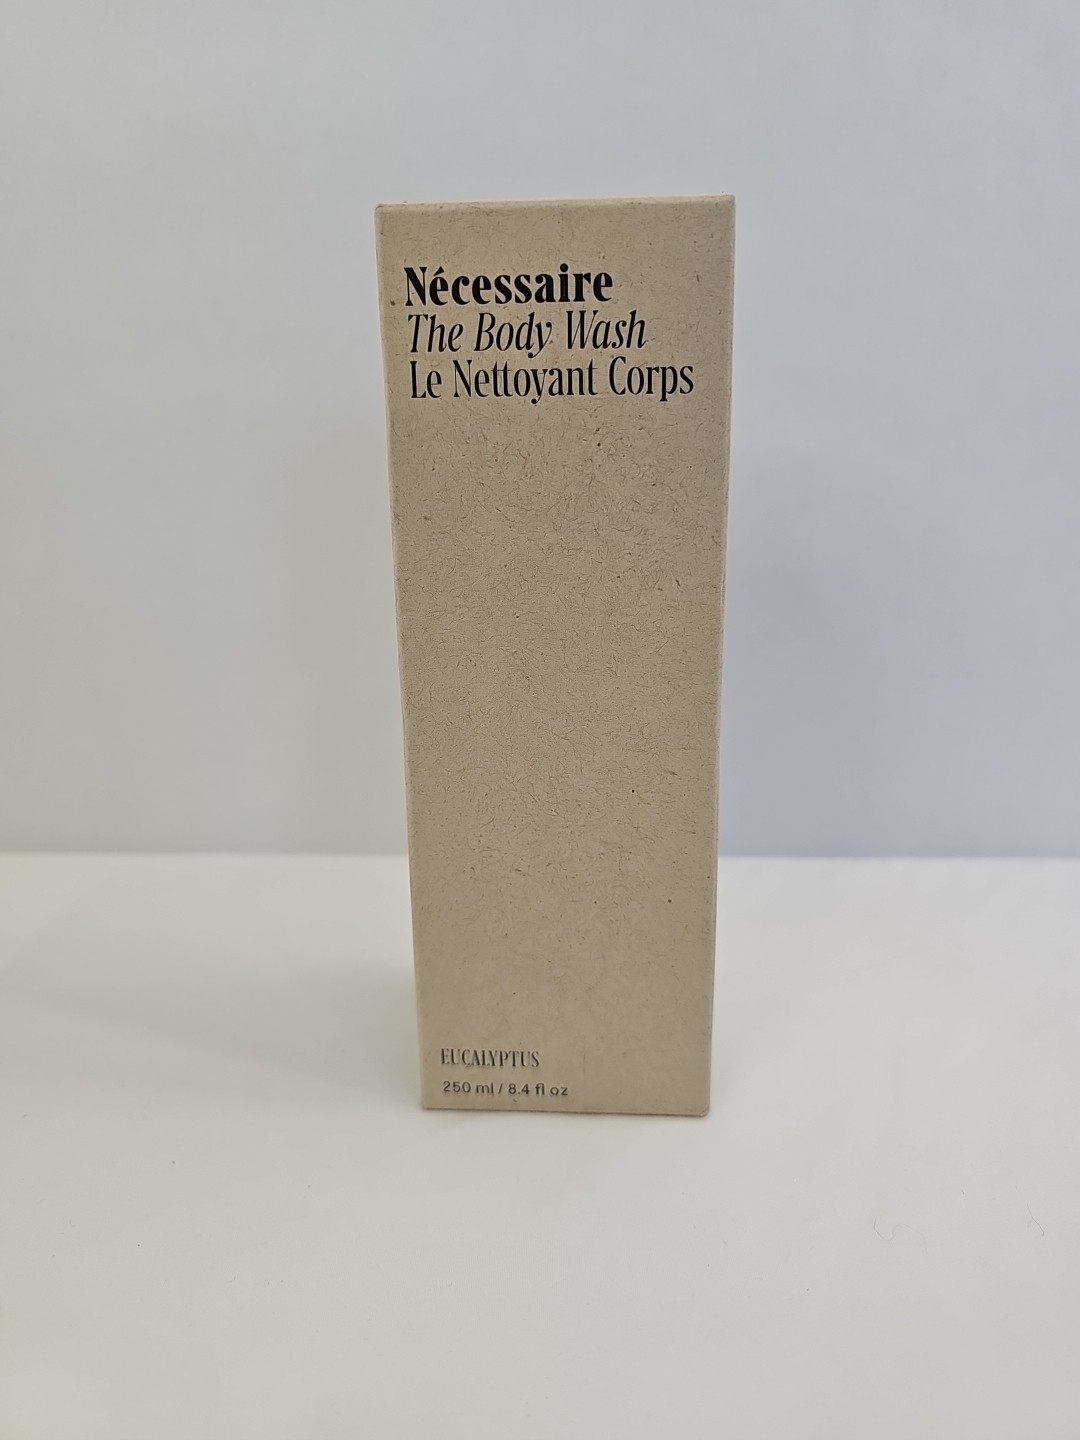 Nécessaire
The Body Wash
Le Nettoyant Corps
EUCALYPTUS
250 ml / 8.4 fl oz